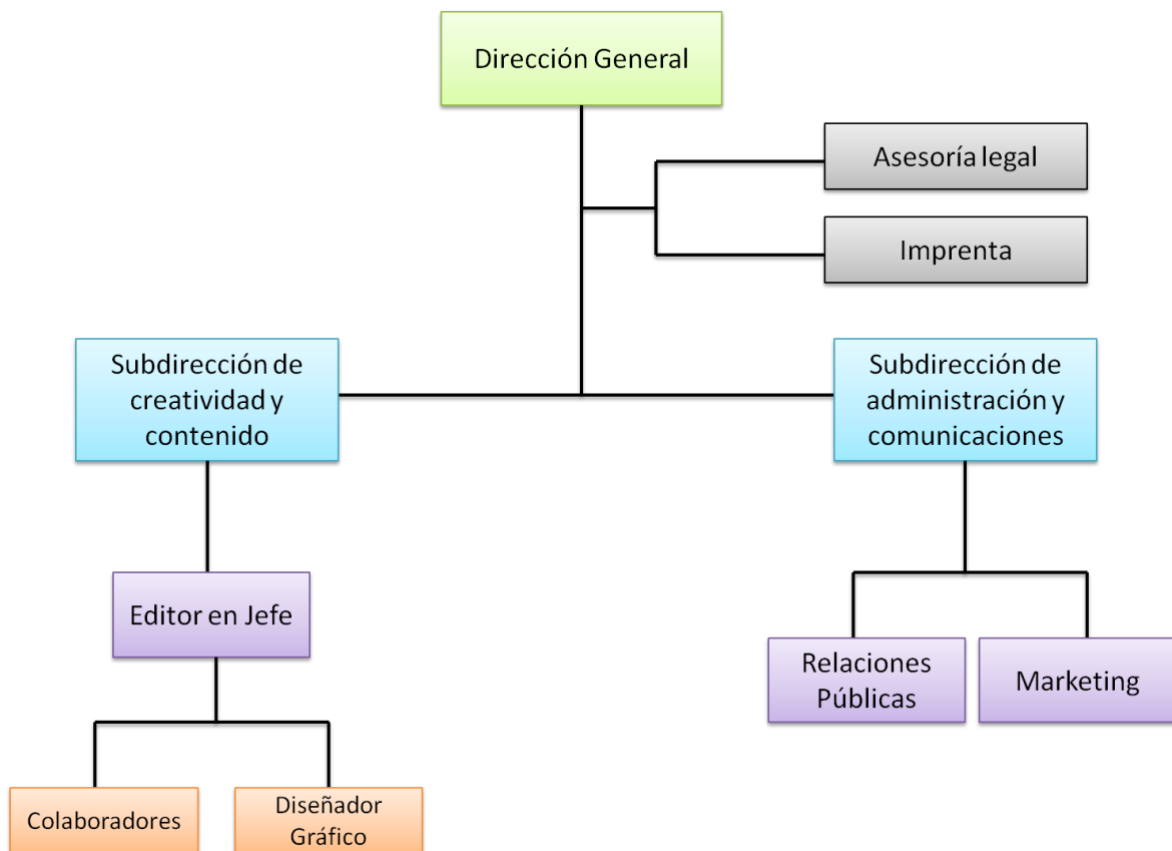 Dirección General
Asesoría legal
Imprenta
Subdirección de
creatividad y
contenido
Subdirección de
administración y
comunicaciones
Editor en Jefe
Relaciones
Públicas
Marketing
Colaboradores
Diseñador
Gráfico